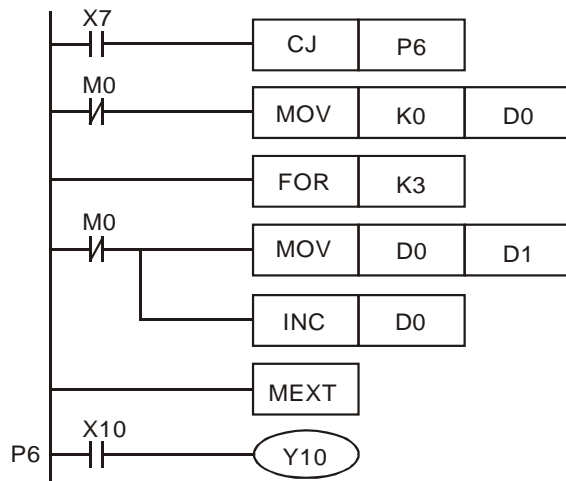 X7
CJ P6
M0
MOV K0 D0
FOR K3
M0
MOV D0 D1
INC D0
MEXT
X10
P6 Y10